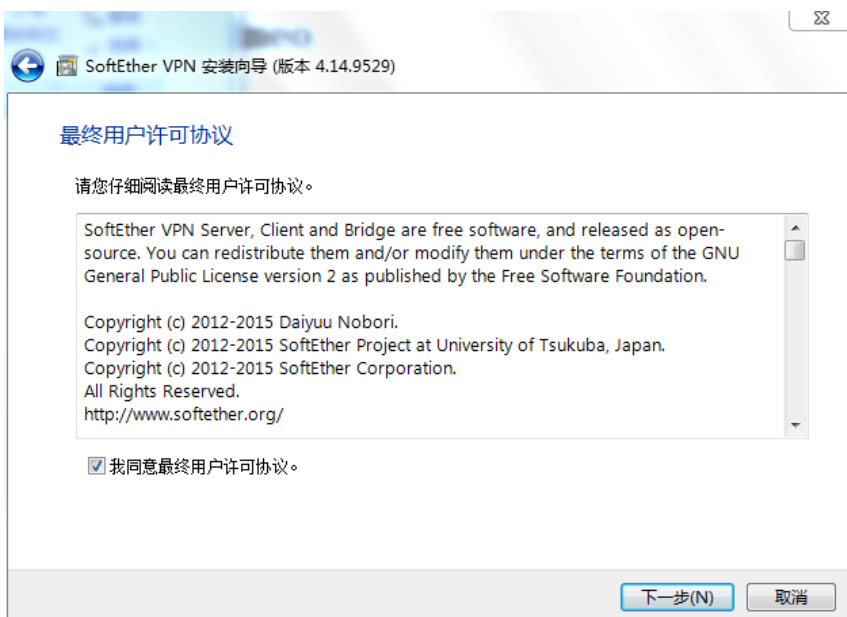 SoftEther VPN 安装向导 (版本 4.14.9529)
最终用户许可协议
请您仔细阅读最终用户许可协议。
SoftEther VPN Server, Client and Bridge are free software, and released as open-
source. You can redistribute them and/or modify them under the terms of the GNU
General Public License version 2 as published by the Free Software Foundation.
Copyright (c) 2012-2015 Daiyuu Nobori.
Copyright (c) 2012-2015 SoftEther Project at University of Tsukuba, Japan.
Copyright (c) 2012-2015 SoftEther Corporation.
All Rights Reserved.
http://www.softether.org/
我同意最终用户许可协议。
下一步(N)
取消